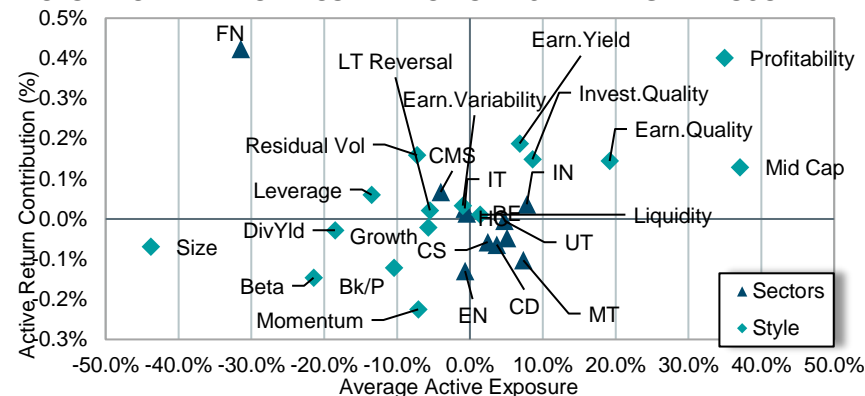 0.5%
FN
Earn.Yield
0.4%
LT Reversal
Profitability
0.3%
Earn.Variability
Invest.Quality
0.2%
Residual Vol
CMS
Earn.Quality
0.1%
Leverage
IT
IN
Mid Cap
0.0%
DivYld
Growth
Liquidity
CS
UT
-0.1%
Size
Beta
Bk/P
-0.2%
Momentum
EN
CD
MT
-0.3%
Sectors
Style
-50.0% -40.0% -30.0% -20.0% -10.0% 0.0% 10.0% 20.0% 30.0% 40.0% 50.0%
Average Active Exposure
Active Return Contribution (%)